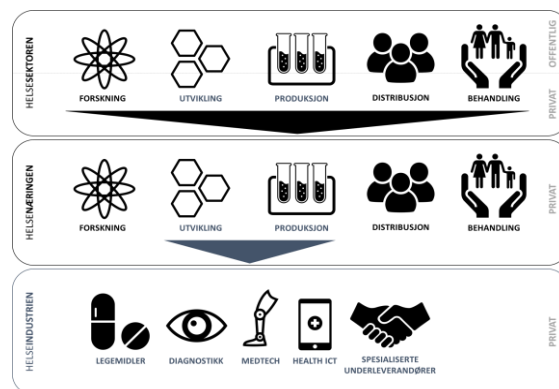 HELSESEKTOREN
FORSKNING
UTVIKLING
PRODUKSJON
DISTRIBUSJON
BEHANDLING
OFFENTLIG
PRIVAT
HELSENÆRINGEN
FORSKNING
UTVIKLING
PRODUKSJON
DISTRIBUSJON
BEHANDLING
PRIVAT
HELSEINDUSTRIEN
LEGEMIDLER
DIAGNOSTIKK
MEDTECH
HEALTH ICT
SPESIALISERTE
UNDERLEVERANDØRER
PRIVAT